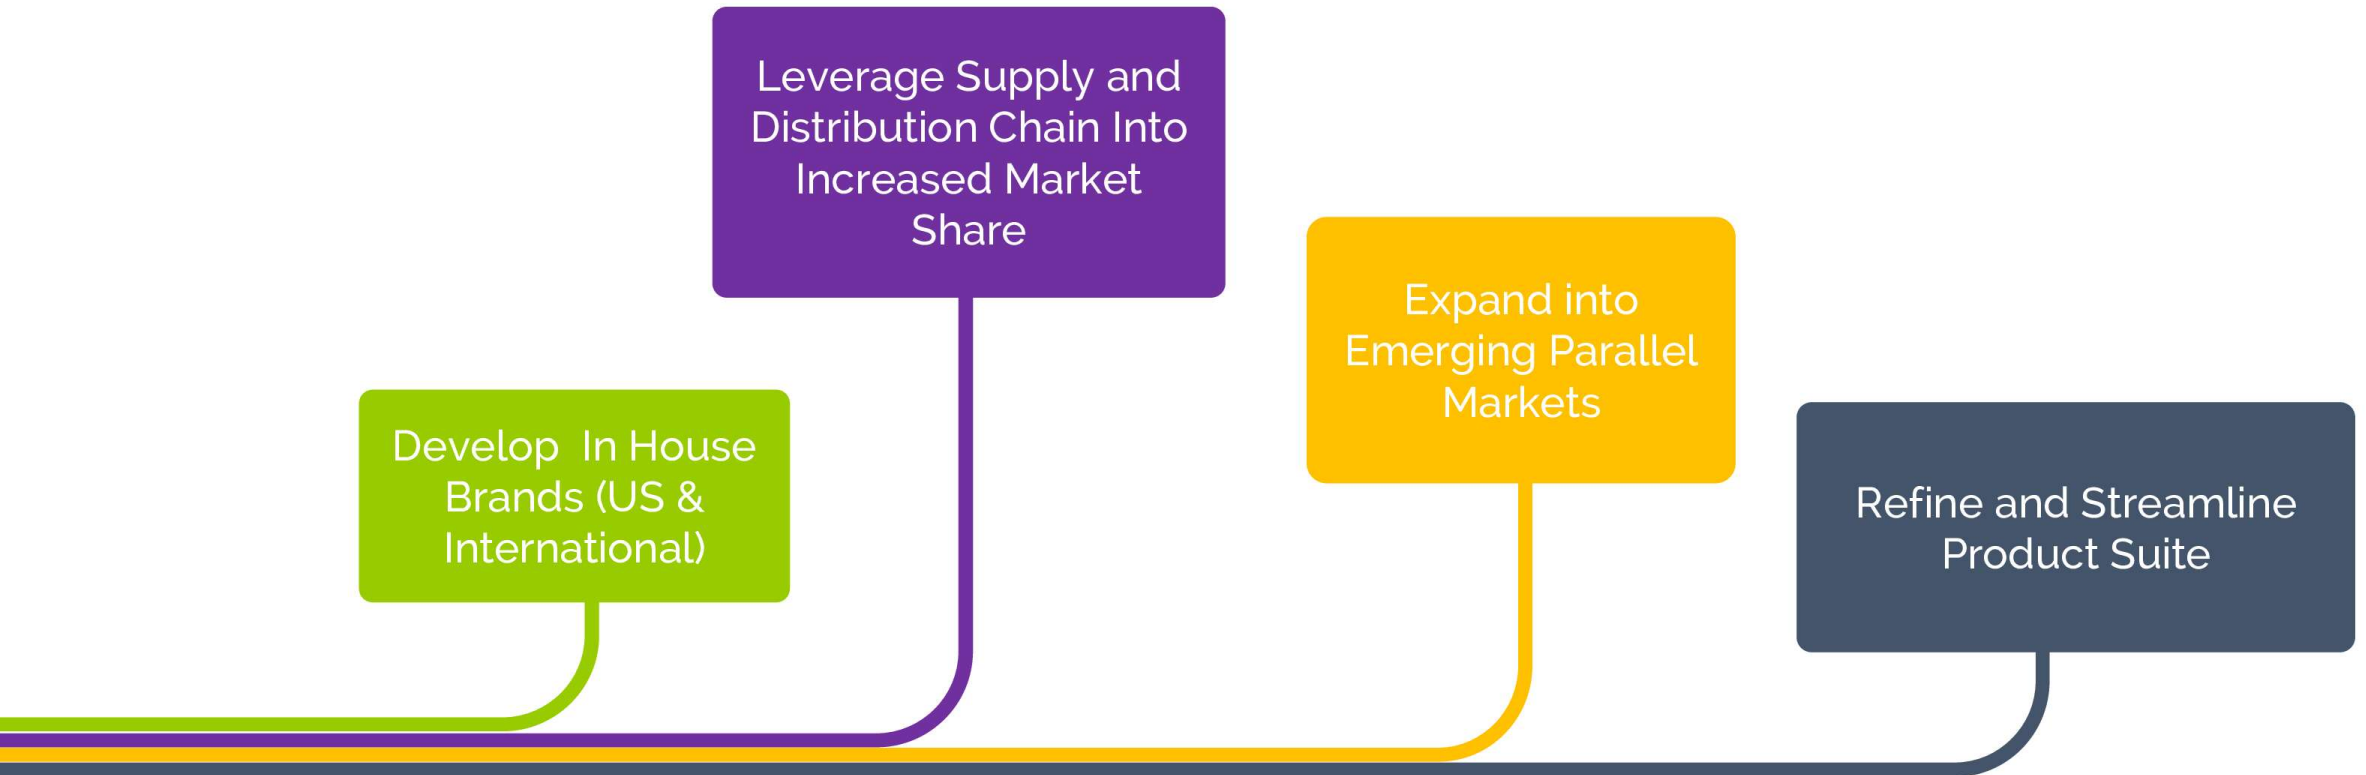 Leverage Supply and
Distribution Chain Into
Increased Market
Share
Expand into
Emerging Parallel
Markets
Develop  In House
Brands (US &
International)
Refine and Streamline
Product Suite